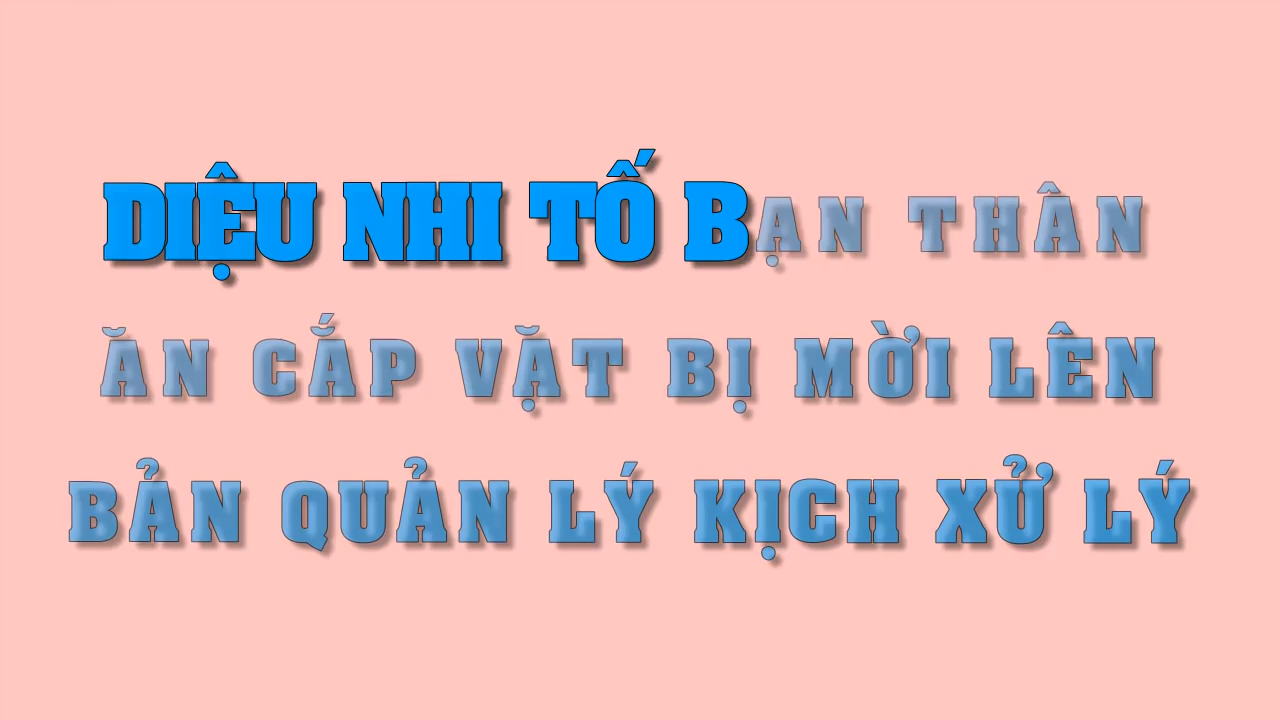 DIỆU NHI TỐ BẠN THÂN
ĂN CẮP VẶT BỊ MỜI LÊN
BẢN QUẢN LÝ KỊCH XỬ LÝ